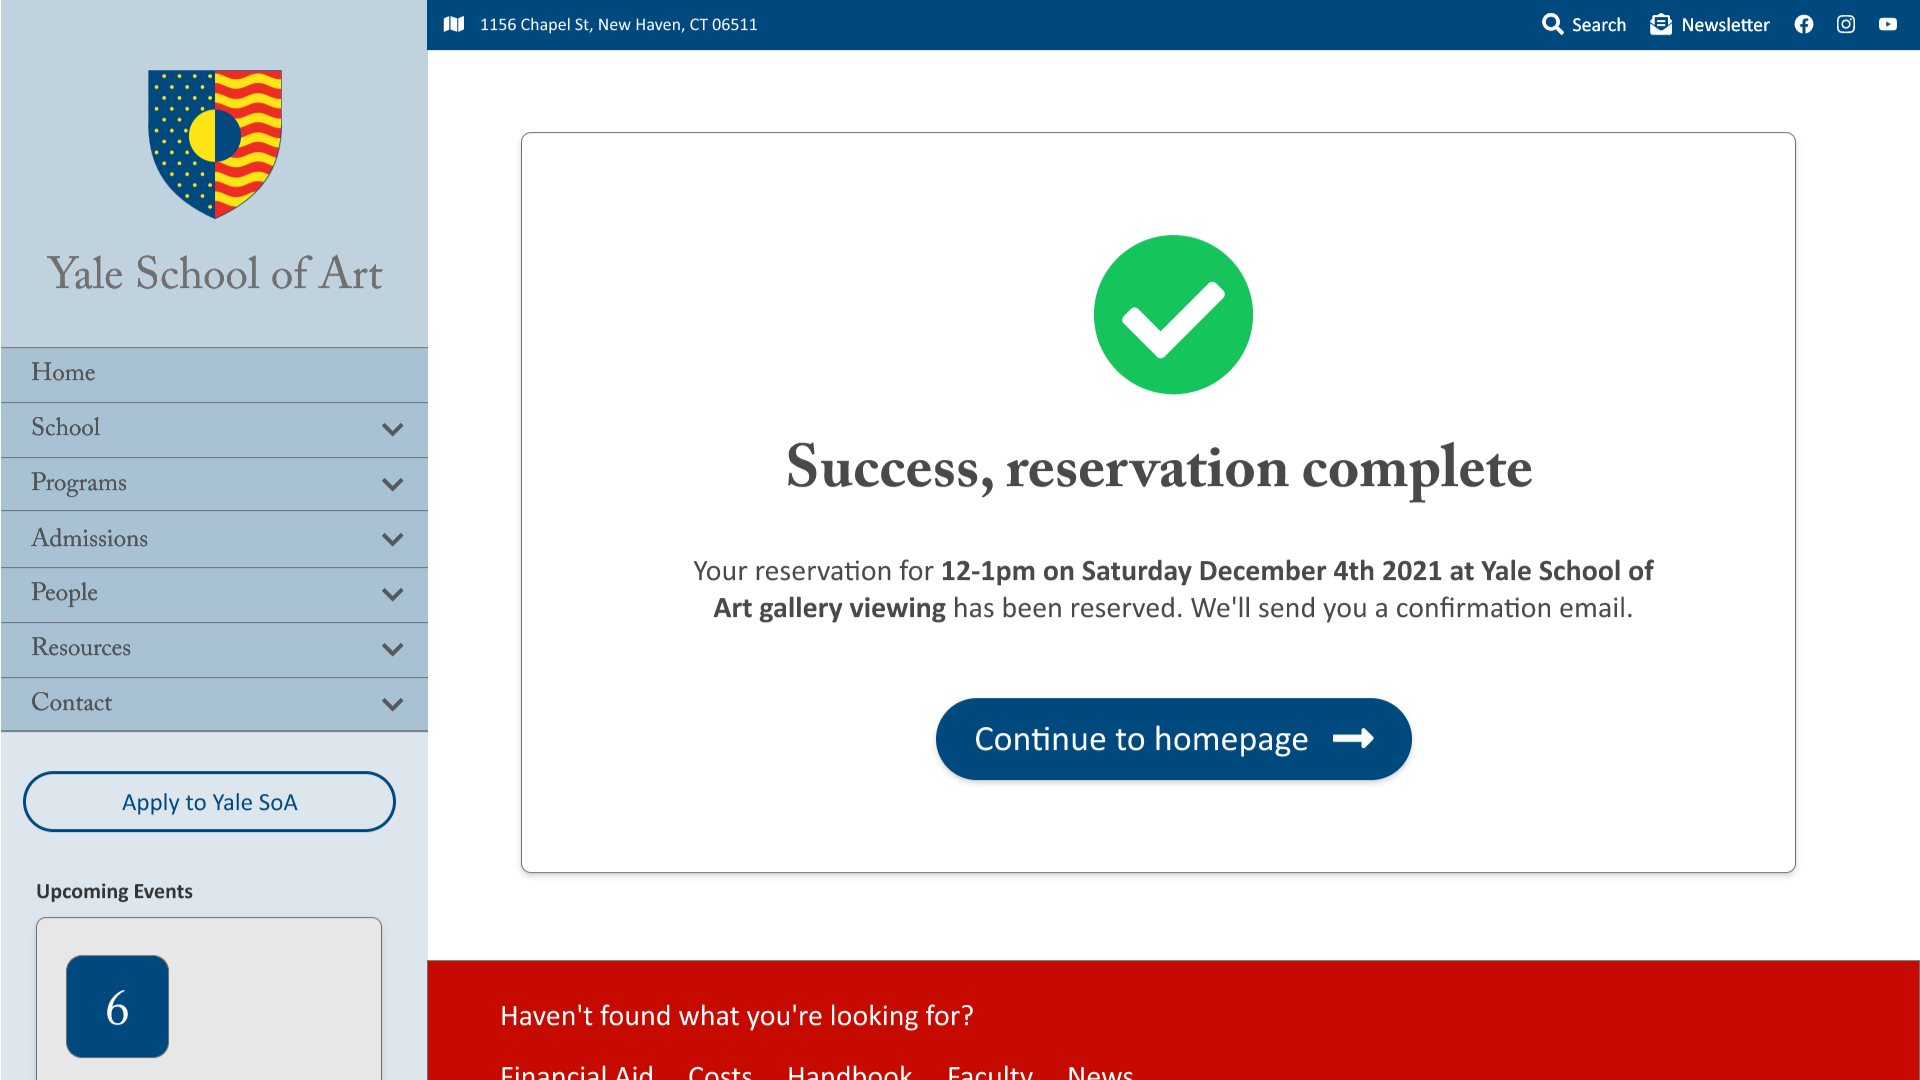 1156 Chapel St, New Haven, CT 06511
Search
Newsletter
Yale School of Art
Home
School
Programs
Admissions
People
Resources
Contact
Apply to Yale SoA
Upcoming Events
6
Success, reservation complete
Your reservation for 12-1pm on Saturday December 4th 2021 at Yale School of
Art gallery viewing has been reserved. We'll send you a confirmation email.
Continue to homepage
Haven't found what you're looking for?
Financial Aid Costs Handbook Faculty News